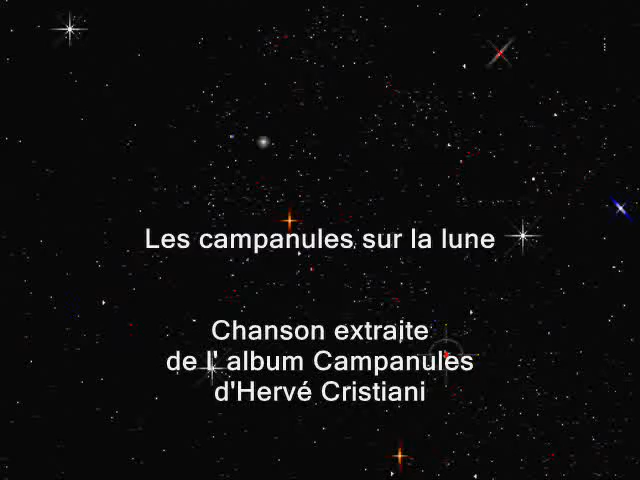 Les campanules sur la lune
Chanson extraite
de l' album Campanules
d'Hervé Cristiani